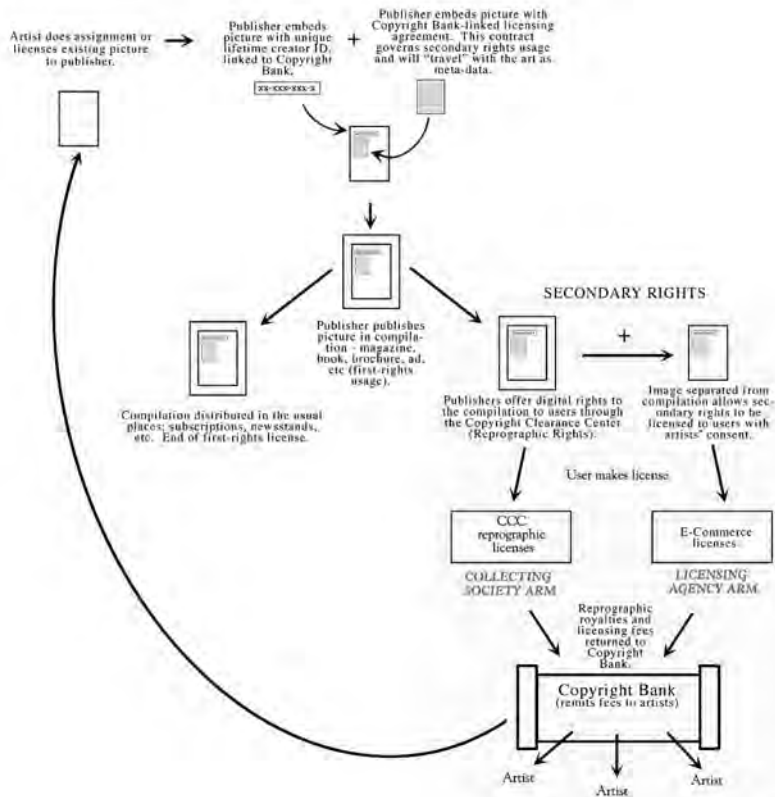 Artist does assignment or
licenses existing picture
to publisher.
Publisher embeds
picture with unique
lifetime creator ID,
linked to Copyright
Bank.
xx-xxx-xxx-x
+
Publisher embeds picture with
Copyright Bank-linked licensing
agreement. This contract
governs secondary rights usage
and will “travel” with the art as
meta-data.
Publisher publishes
picture in compila-
tion - magazine,
book, brochure, ad,
etc (first-rights
usage).
Compilation distributed in the usual
places; subscriptions, newsstands,
etc. End of first-rights license.
SECONDARY RIGHTS
+
Publishers offer digital rights to
the compilation to users through
the Copyright Clearance Center
(Reprographic Rights).
Image separated from
compilation allows sec-
ondary rights to be
licensed to users with
artists’ consent.
User makes license
CCC
reprographic
licenses
COLLECTING
SOCIETY ARM
E-Commerce
licenses
LICENSING
AGENCY ARM
Reprographic
royalties and
licensing fees
returned to
Copyright
Bank.
Copyright Bank
(remits fees to artists)
Artist
Artist
Artist